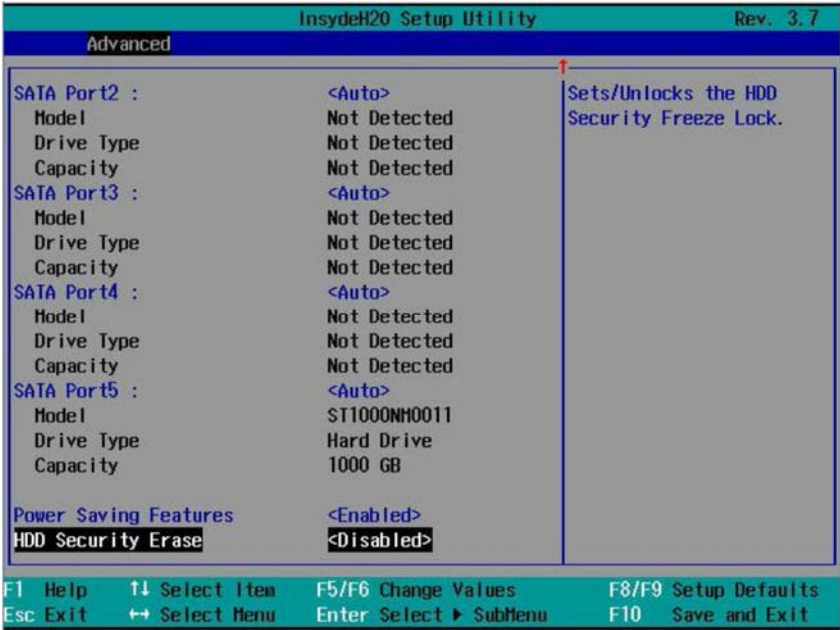 InsydeH20 Setup Utility Rev. 3.7
Advanced
SATA Port2 : <Auto>
Model Not Detected
Drive Type Not Detected
Capacity Not Detected
SATA Port3 : <Auto>
Model Not Detected
Drive Type Not Detected
Capacity Not Detected
SATA Port4 : <Auto>
Model Not Detected
Drive Type Not Detected
Capacity Not Detected
SATA Port5 : <Auto>
Model ST1000NM0011
Drive Type Hard Drive
Capacity 1000 GB
Power Saving Features <Enabled>
HDD Security Erase <Disabled>
Sets/Unlocks the HDD
Security Freeze Lock.
F1 Help ↑↓ Select Item F5/F6 Change Values F8/F9 Setup Defaults
Esc Exit ↔ Select Menu Enter Select ▶ SubMenu F10 Save and Exit